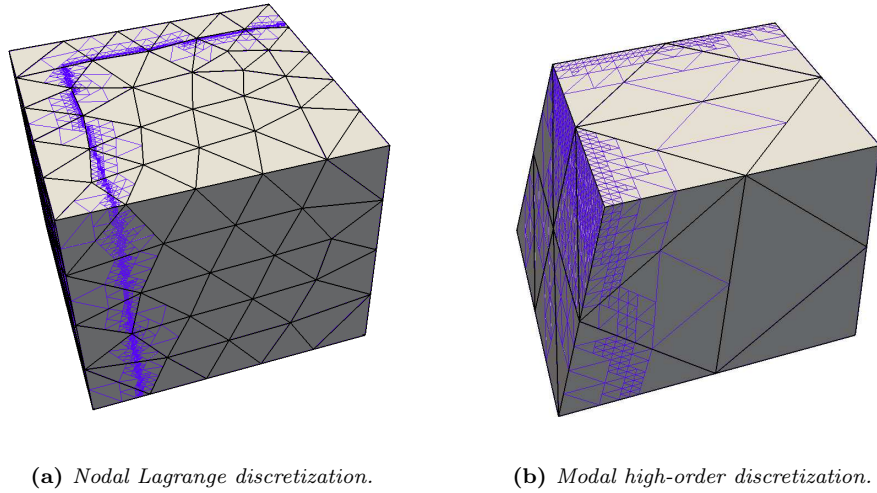 (a) Nodal Lagrange discretization.
(b) Modal high-order discretization.